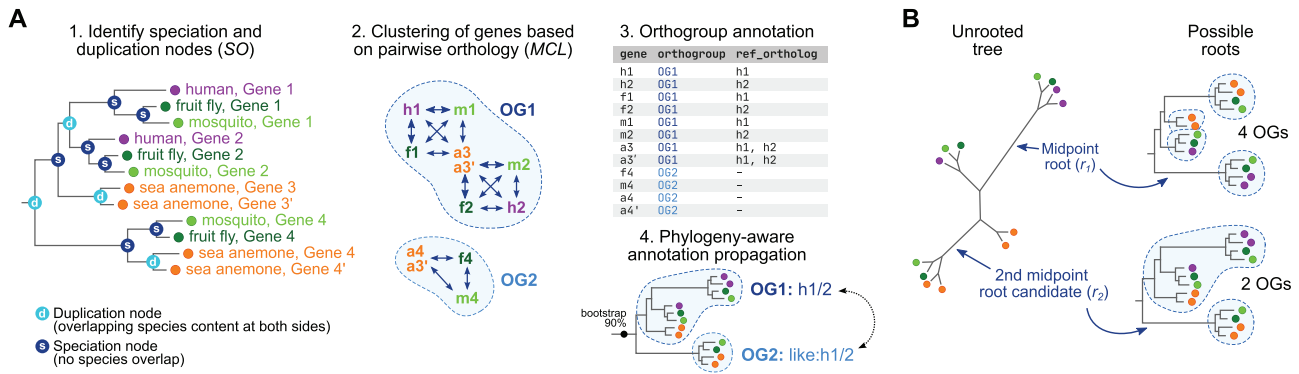 A
1. Identify speciation and
duplication nodes (SO)
human, Gene 1
fruit fly, Gene 1
mosquito, Gene 1
human, Gene 2
fruit fly, Gene 2
mosquito, Gene 2
sea anemone, Gene 3
sea anemone, Gene 3'
mosquito, Gene 4
fruit fly, Gene 4
sea anemone, Gene 4
sea anemone, Gene 4'
s
s
d
s
s
d
d
s
s
d
d Duplication node
(overlapping species content at both sides)
s Speciation node
(no species overlap)
2. Clustering of genes based
on pairwise orthology (MCL)
OG1
h1 m1
f1 a3
a3' m2
f2 h2
a4 f4
a3'
OG2
m4
3. Orthogroup annotation
gene orthogroup ref_ortholog
h1 OG1 h1
h2 OG1 h2
f1 OG1 h1
f2 OG1 h2
m1 OG1 h1
m2 OG1 h2
a3 OG1 h1, h2
a3' OG1 h1, h2
f4 OG2 –
m4 OG2 –
a4 OG2 –
a4' OG2 –
4. Phylogeny-aware
annotation propagation
OG1: h1/2
bootstrap
90%
OG2: like:h1/2
B
Unrooted
tree
Possible
roots
4 OGs
Midpoint
root (r1)
2nd midpoint
root candidate (r2)
2 OGs